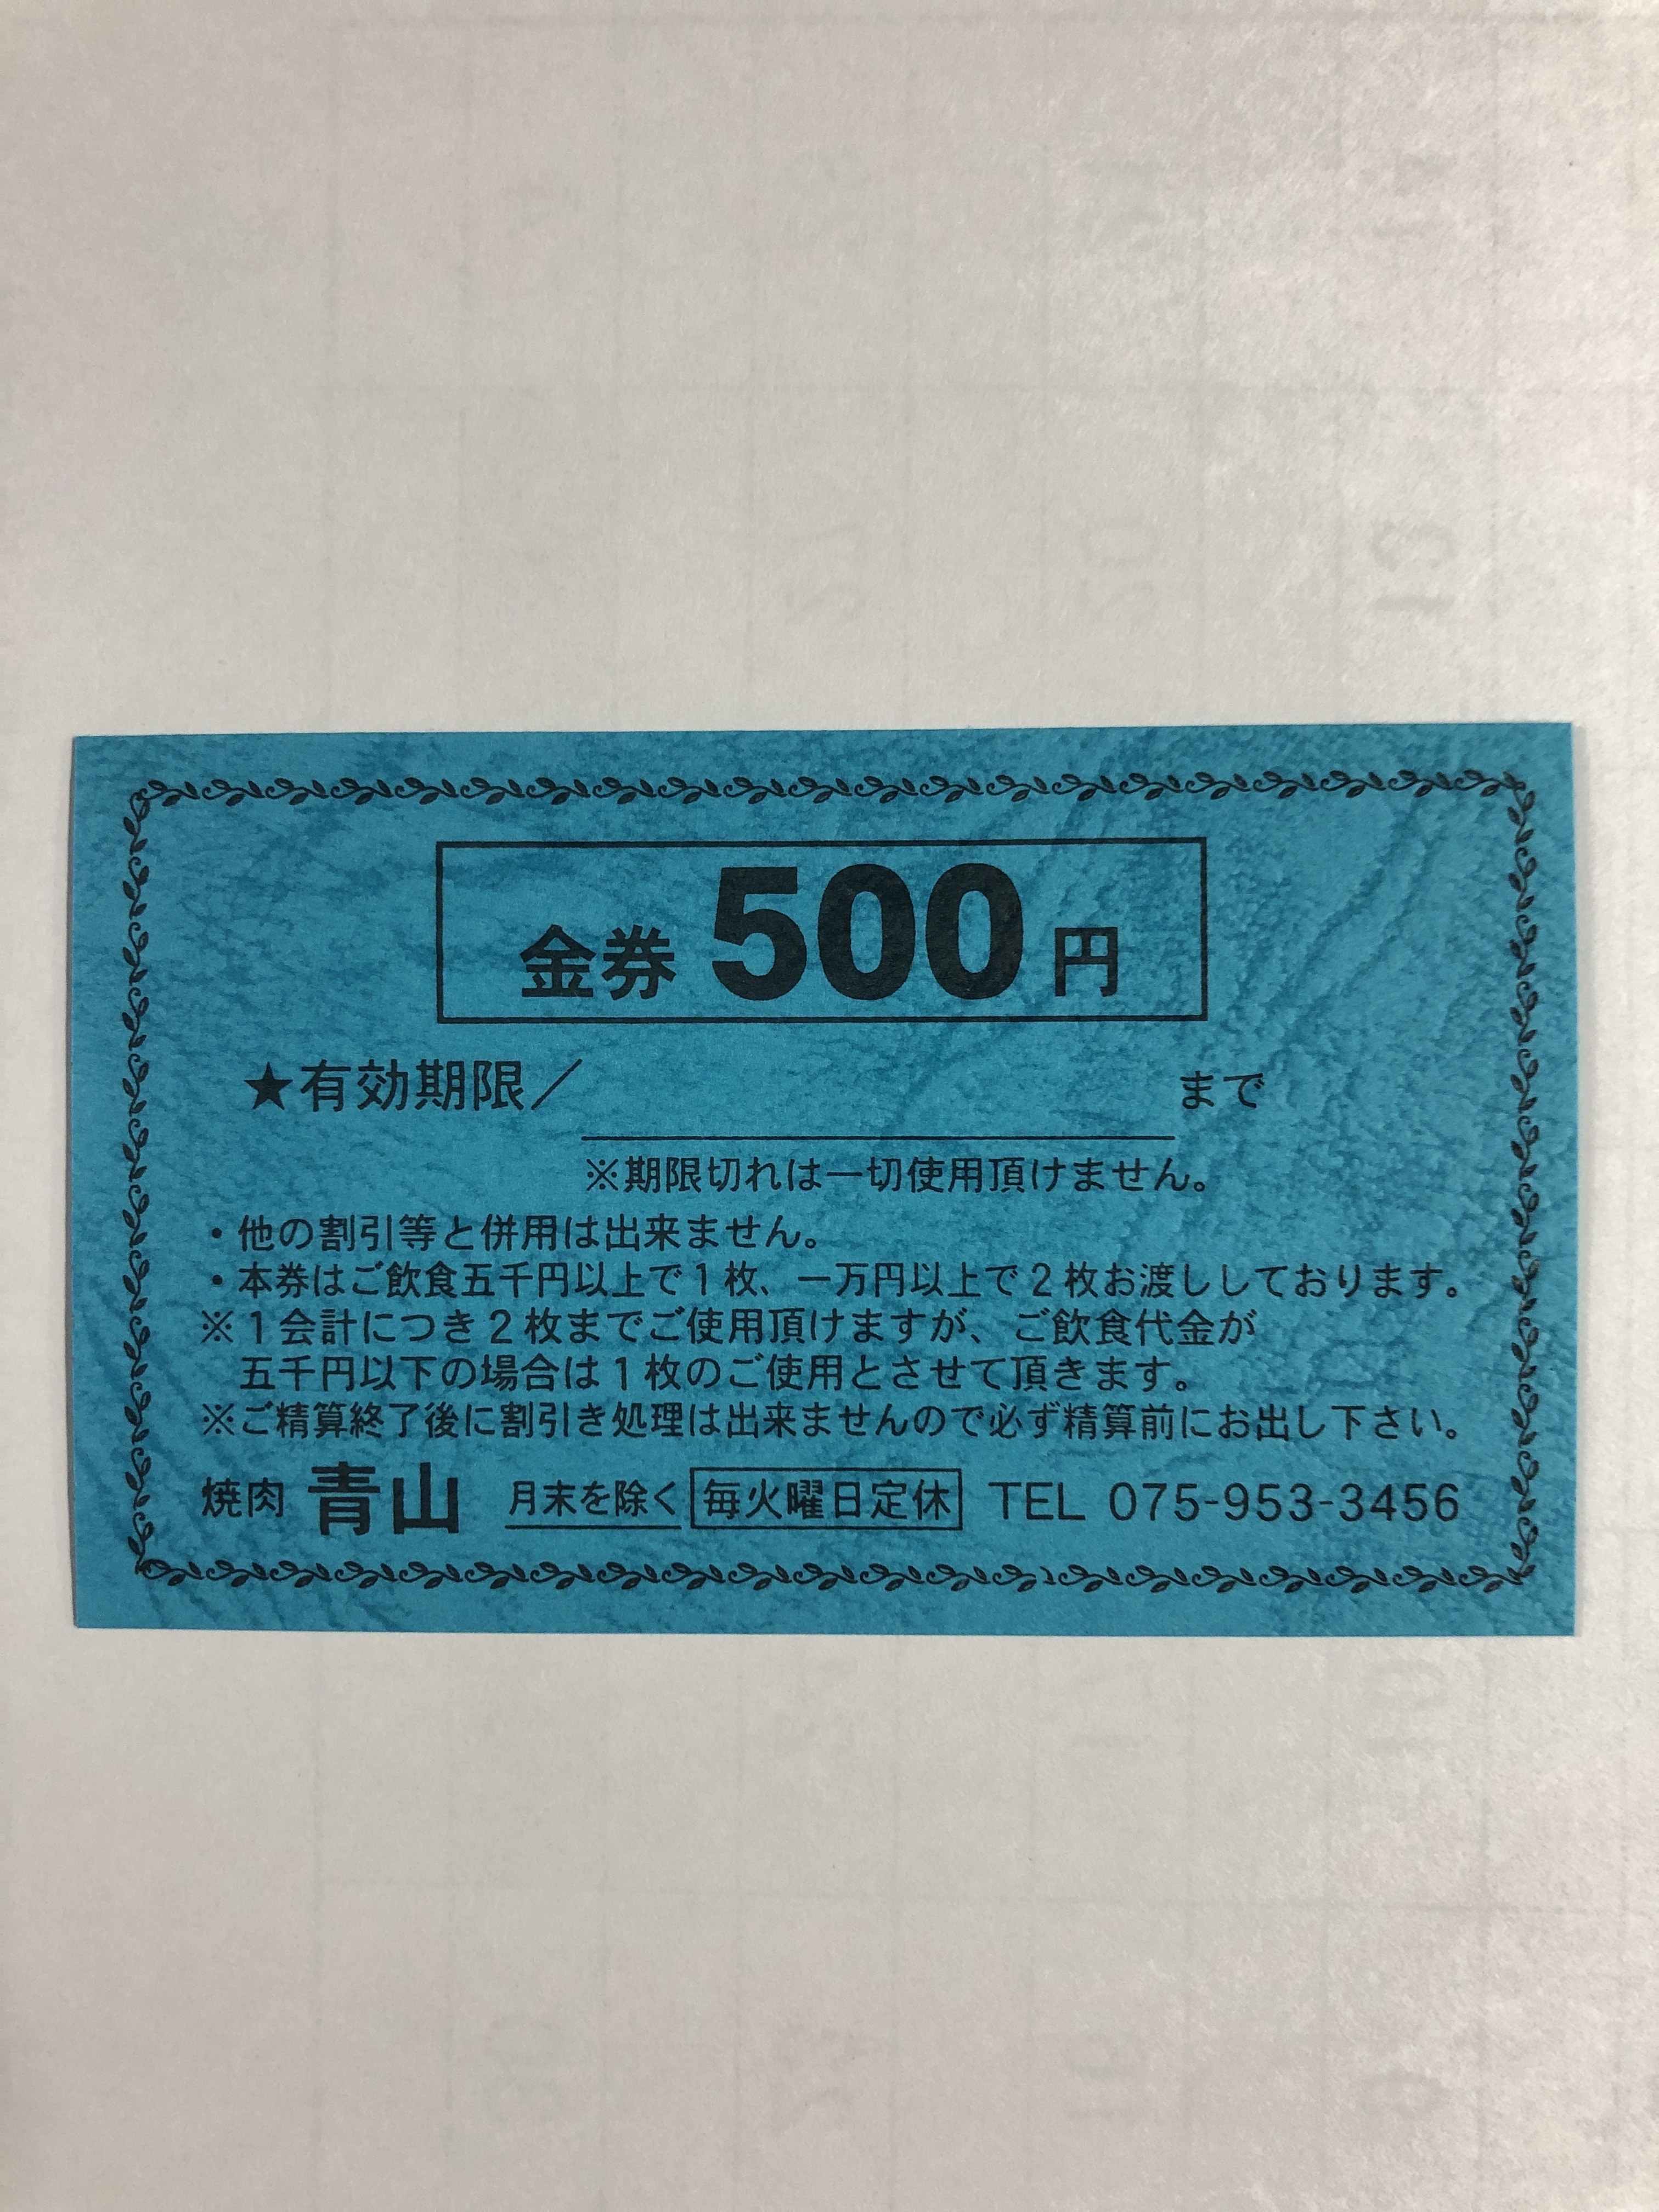 金券 500 円
★有効期限／ まで
※期限切れは一切使用頂けません。
・他の割引等と併用は出来ません。
・本券はご飲食五千円以上で1枚、一万円以上で2枚お渡ししております。
※1会計につき2枚までご使用頂けますが、ご飲食代金が
五千円以下の場合は1枚のご使用とさせて頂きます。
※ご精算終了後に割引き処理は出来ませんので必ず精算前にお出し下さい。
焼肉 青山 月末を除く 毎火曜日定休 TEL 075-953-3456